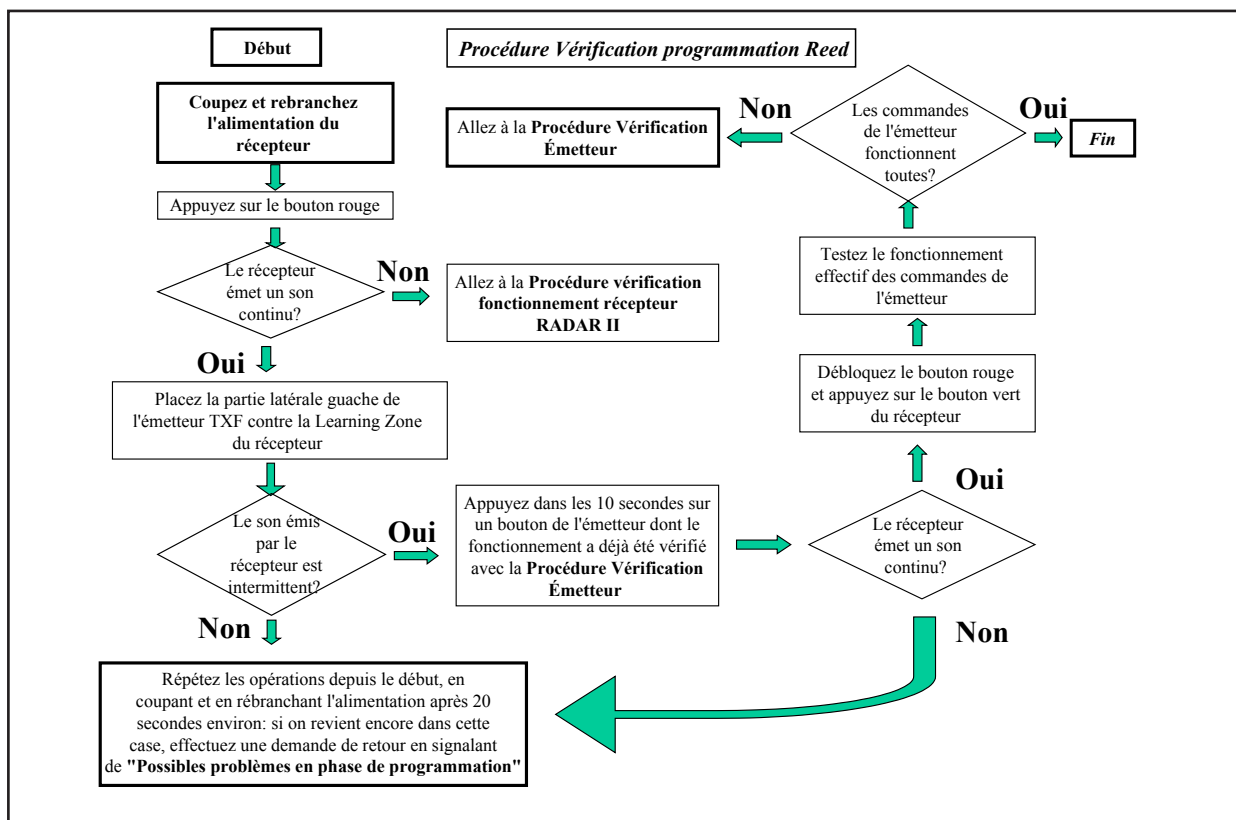 Début
Procédure Vérification programmation Reed
Coupez et rebranchez
l'alimentation du
récepteur
Appuyez sur le bouton rouge
Le récepteur
émet un son
continu?
Non
Allez à la Procédure vérification
fonctionnement récepteur
RADAR II
Oui
Placez la partie latérale guache de
l'émetteur TXF contre la Learning Zone
du récepteur
Le son émis
par le
récepteur est
intermittent?
Oui
Non
Appuyez dans les 10 secondes sur
un bouton de l'émetteur dont le
fonctionnement a déjà été vérifié
avec la Procédure Vérification
Émetteur
Le récepteur
émet un son
continu?
Oui
Non
Débloquez le bouton rouge
et appuyez sur le bouton vert
du récepteur
Testez le fonctionnement
effectif des commandes de
l'émetteur
Les commandes
de l'émetteur
fonctionnent
toutes?
Non
Allez à la Procédure Vérification
Émetteur
Oui
Fin
Répétez les opérations depuis le début, en
coupant et en rébranchant l'alimentation après 20
secondes environ: si on revient encore dans cette
case, effectuez une demande de retour en signalant
de "Possibles problèmes en phase de programmation"